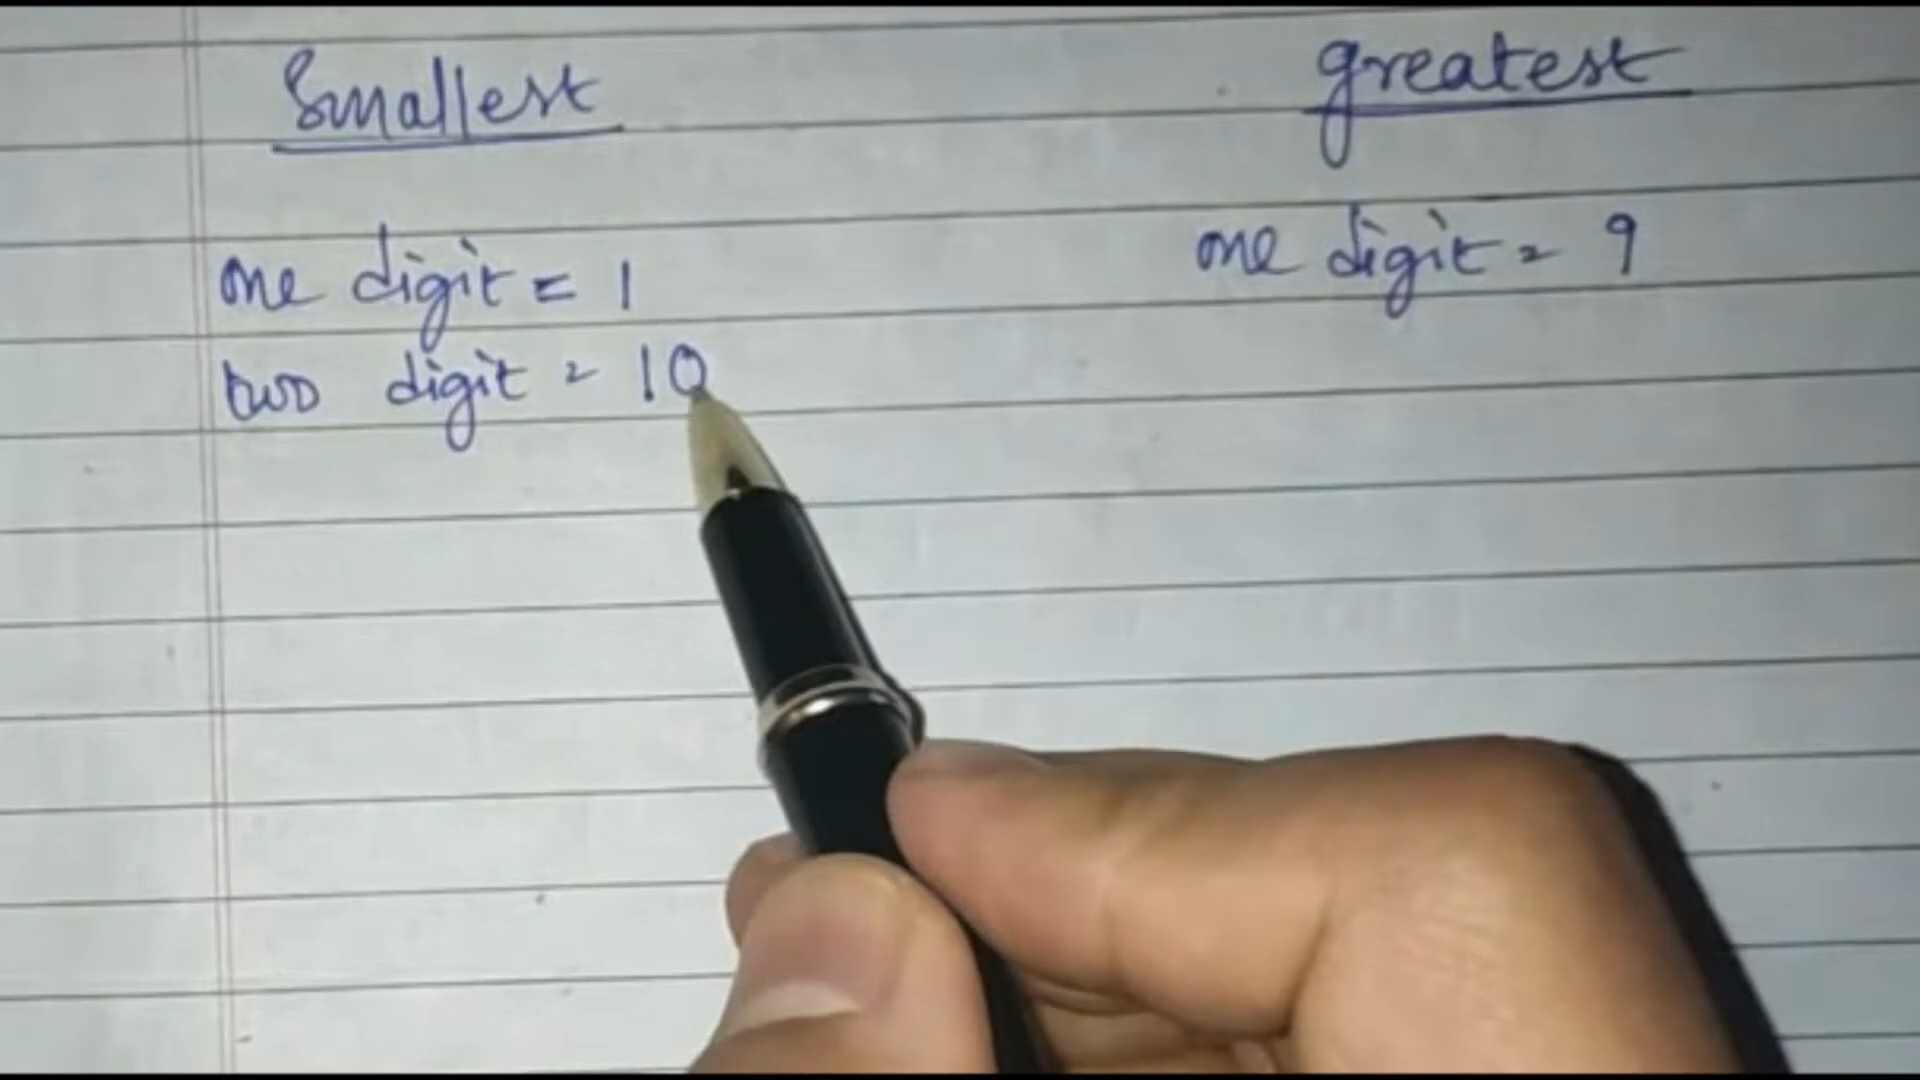 Smallest
greatest
one digit = 1
one digit = 9
two digit = 10